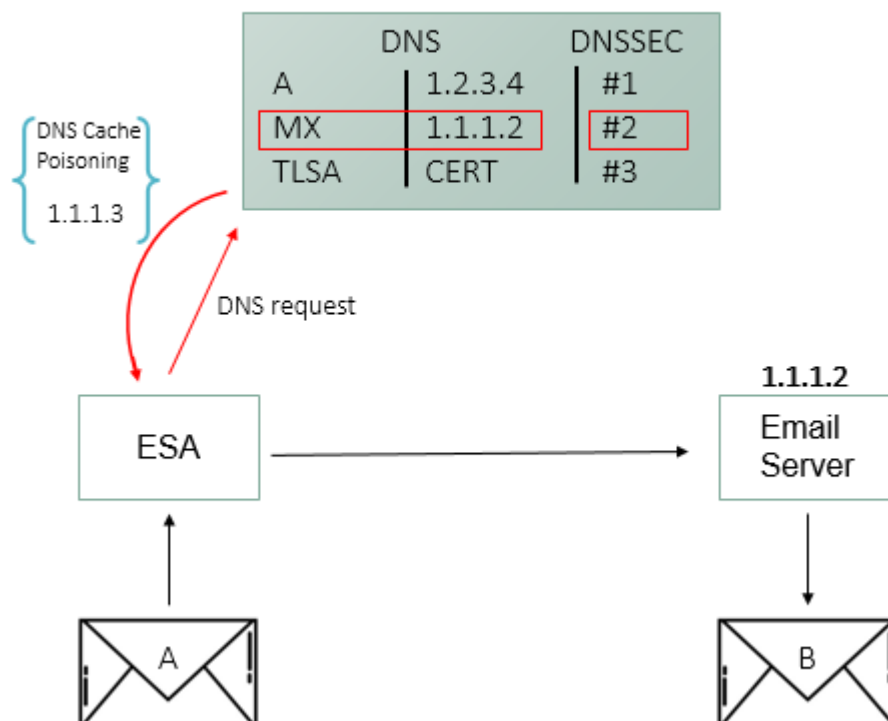 DNS DNSSEC
A 1.2.3.4 #1
MX 1.1.1.2 #2
TLSA CERT #3
DNS Cache
Poisoning
1.1.1.3
DNS request
ESA
1.1.1.2
Email
Server
A
B